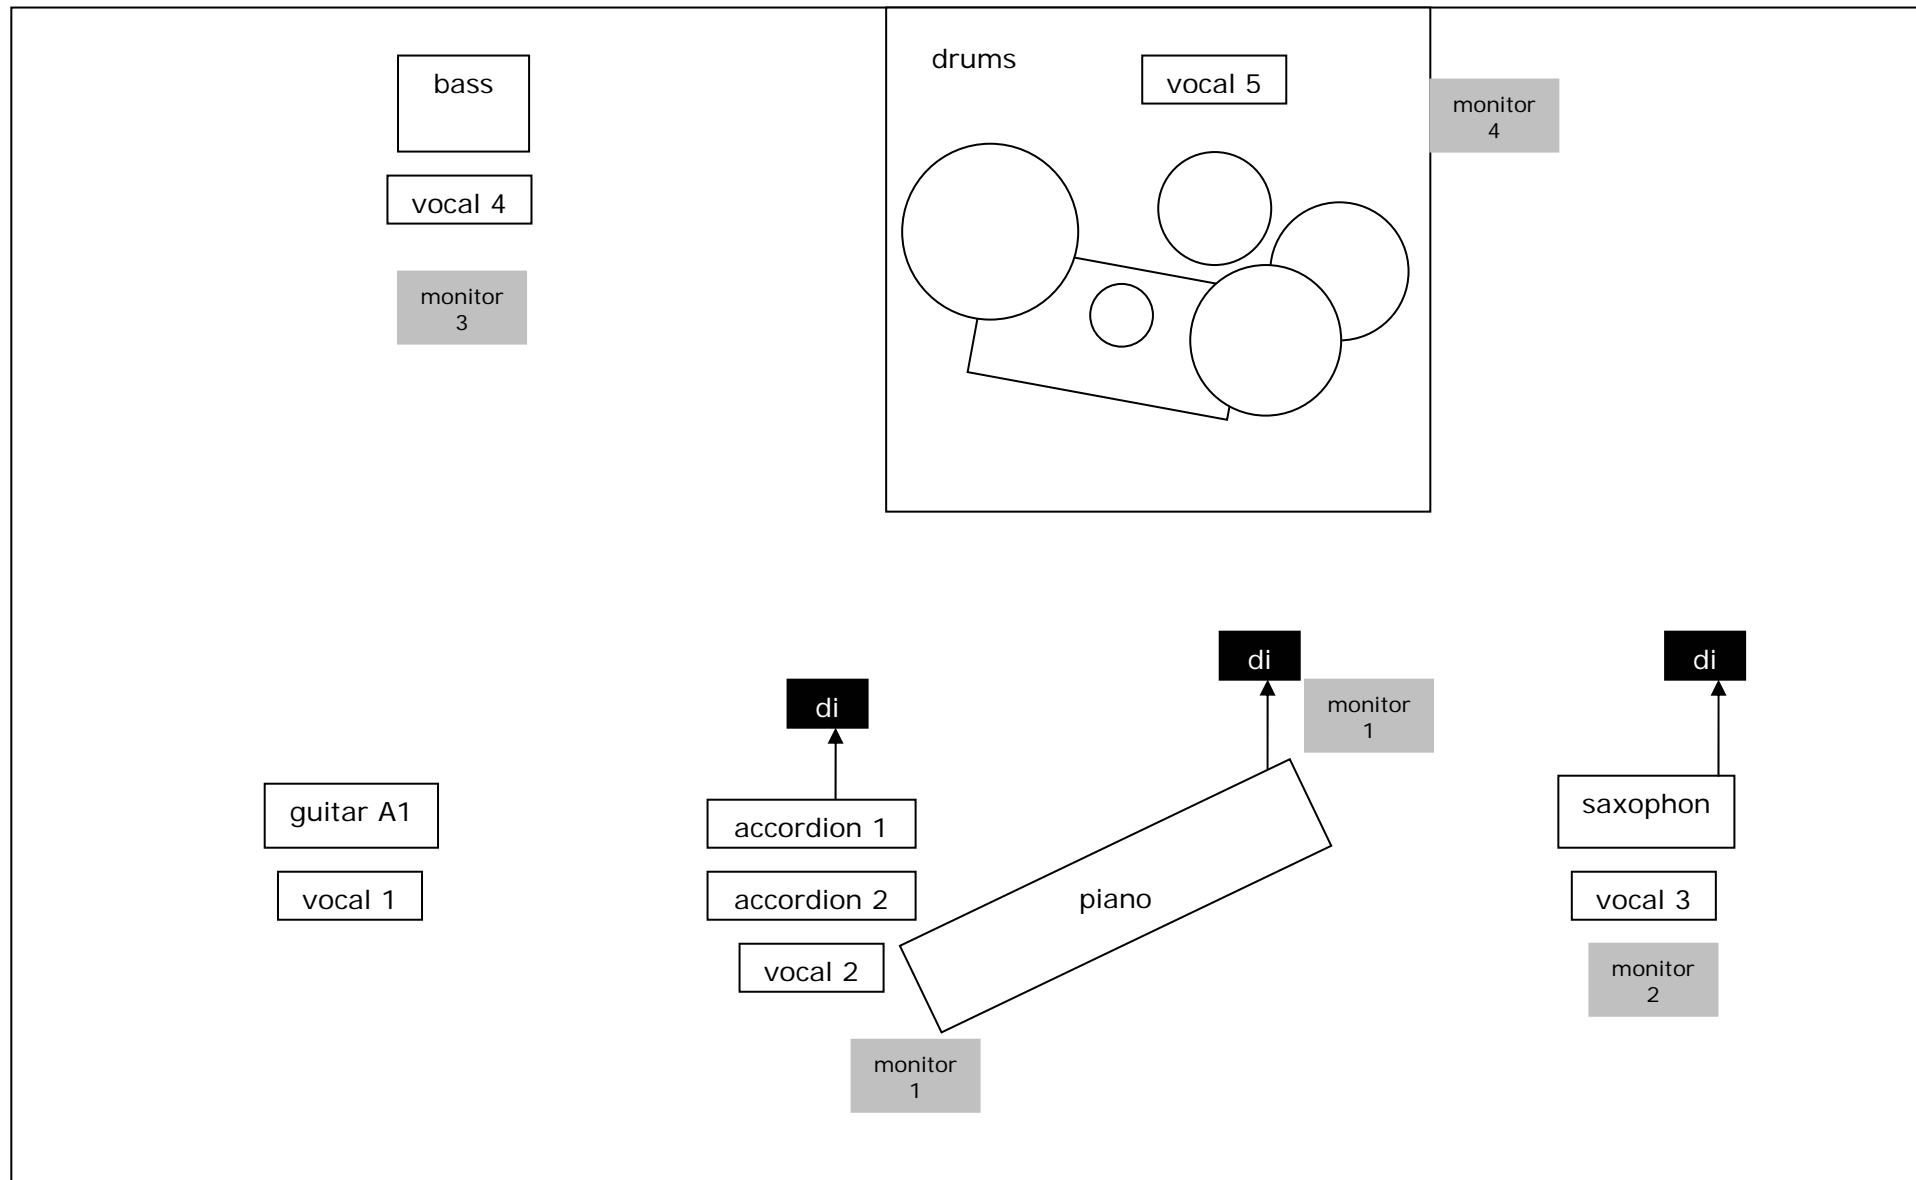 drums
bass
vocal 5
monitor
4
vocal 4
monitor
3
di
di
di
monitor
1
guitar A1
accordion 1
saxophon
vocal 1
accordion 2
piano
vocal 3
vocal 2
monitor
2
monitor
1